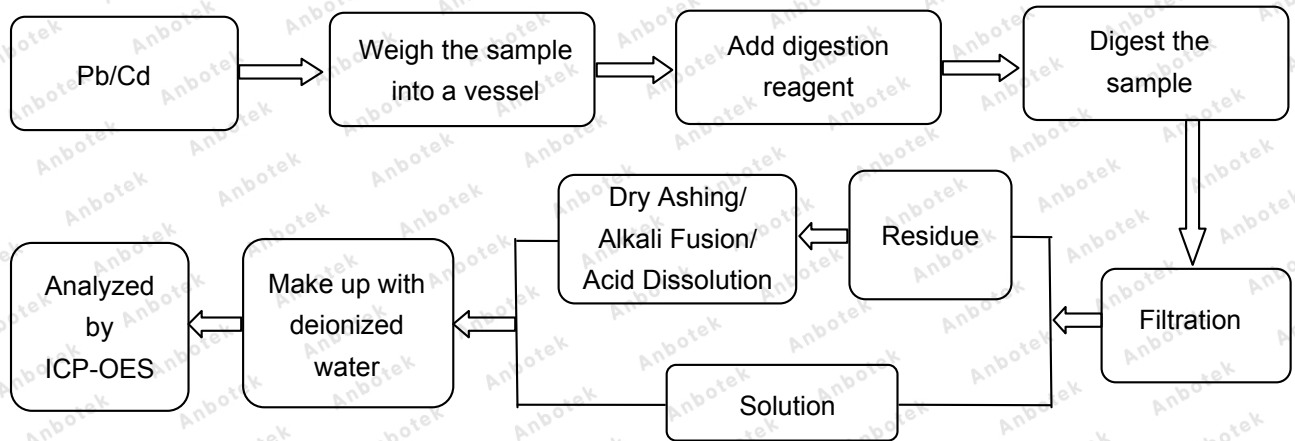 Pb/Cd
Weigh the sample
into a vessel
Add digestion
reagent
Digest the
sample
Filtration
Residue
Dry Ashing/
Alkali Fusion/
Acid Dissolution
Solution
Make up with
deionized
water
Analyzed
by
ICP-OES
Anbotek